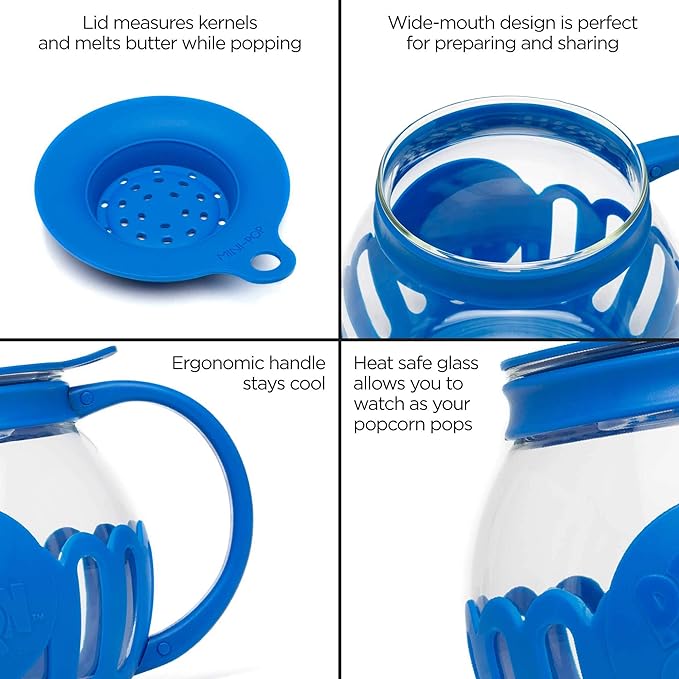 Lid measures kernels
and melts butter while popping
Wide-mouth design is perfect
for preparing and sharing
MINI-POP
Ergonomic handle
stays cool
Heat safe glass
allows you to
watch as your
popcorn pops